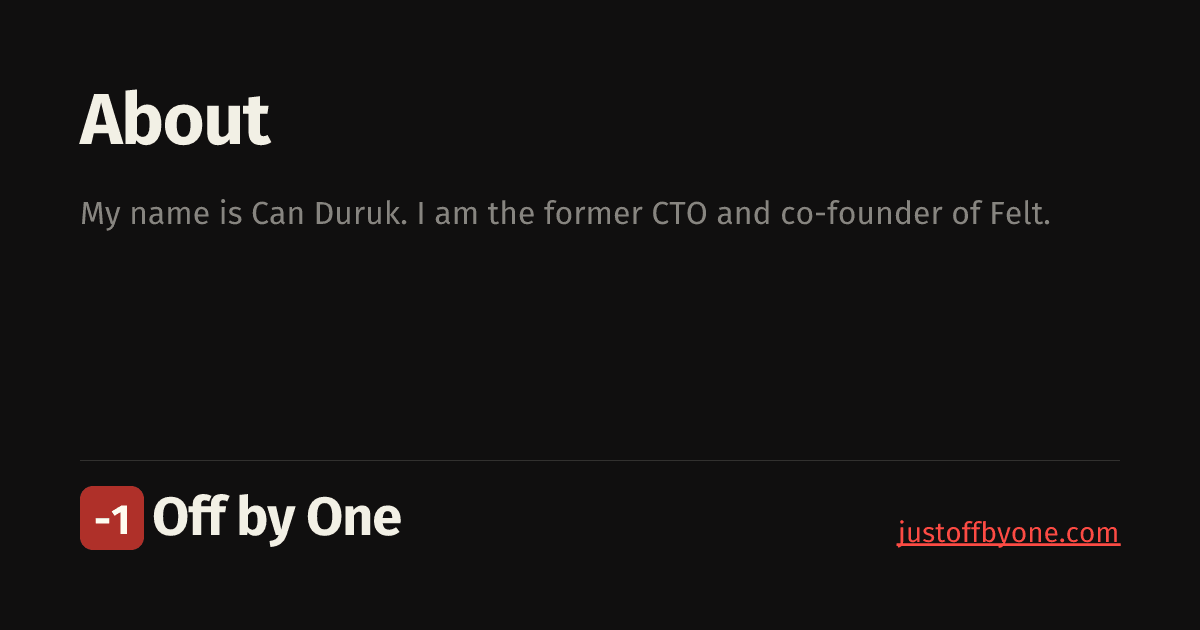 About
My name is Can Duruk. I am the former CTO and co-founder of Felt.
-1 Off by One
justoffbyone.com